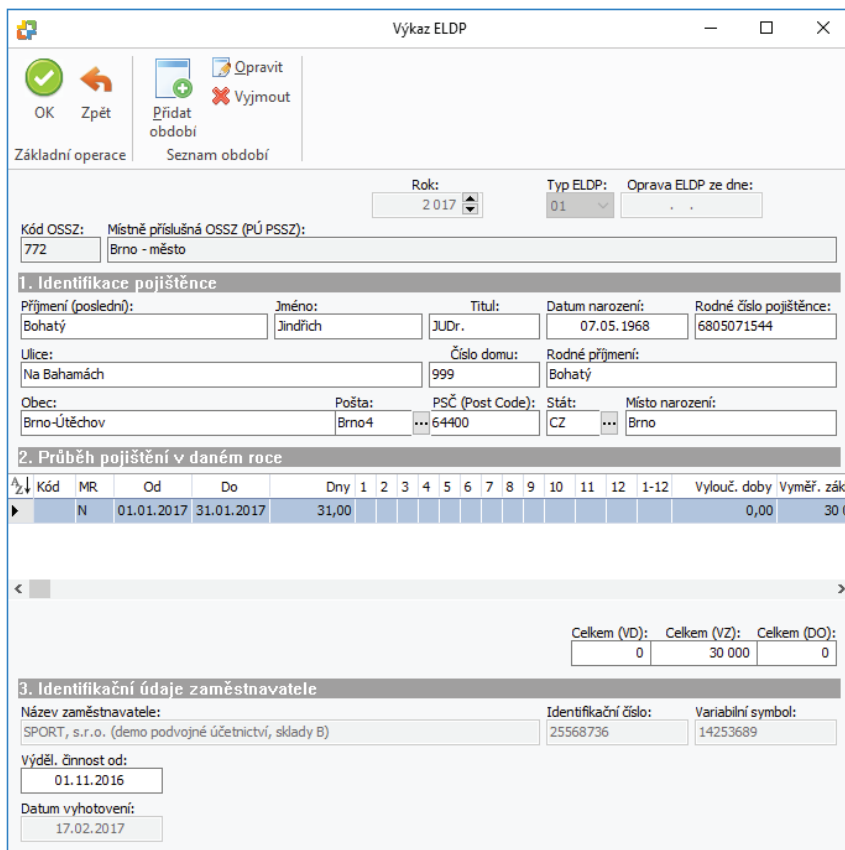 Výkaz ELDP
OK Zpět Přidat období Opravit Vyjmout
Základní operace Seznam období
Rok: Typ ELDP: Oprava ELDP ze dne:
2 017 01 . .
Kód OSSZ: Místně příslušná OSSZ (PÚ PSSZ):
772 Brno - město
1. Identifikace pojištěnce
Příjmení (poslední): Jméno: Titul: Datum narození: Rodné číslo pojištěnce:
Bohatý Jindřich JUDr. 07.05.1968 6805071544
Ulice: Číslo domu: Rodné příjmení:
Na Bahamách 999 Bohatý
Obec: Pošta: PSČ (Post Code): Stát: Místo narození:
Brno-Útěchov Brno4 ... 64400 CZ ... Brno
2. Průběh pojištění v daném roce
Kód MR Od Do Dny 1 2 3 4 5 6 7 8 9 10 11 12 1-12 Vylouč. doby Vyměř. zák
N 01.01.2017 31.01.2017 31,00 0,00 30
Celkem (VD): Celkem (VZ): Celkem (DO):
0 30 000 0
3. Identifikační údaje zaměstnavatele
Název zaměstnavatele: Identifikační číslo: Variabilní symbol:
SPORT, s.r.o. (demo podvojné účetnictví, sklady B) 25568736 14253689
Výděl. činnost od:
01.11.2016
Datum vyhotovení:
17.02.2017